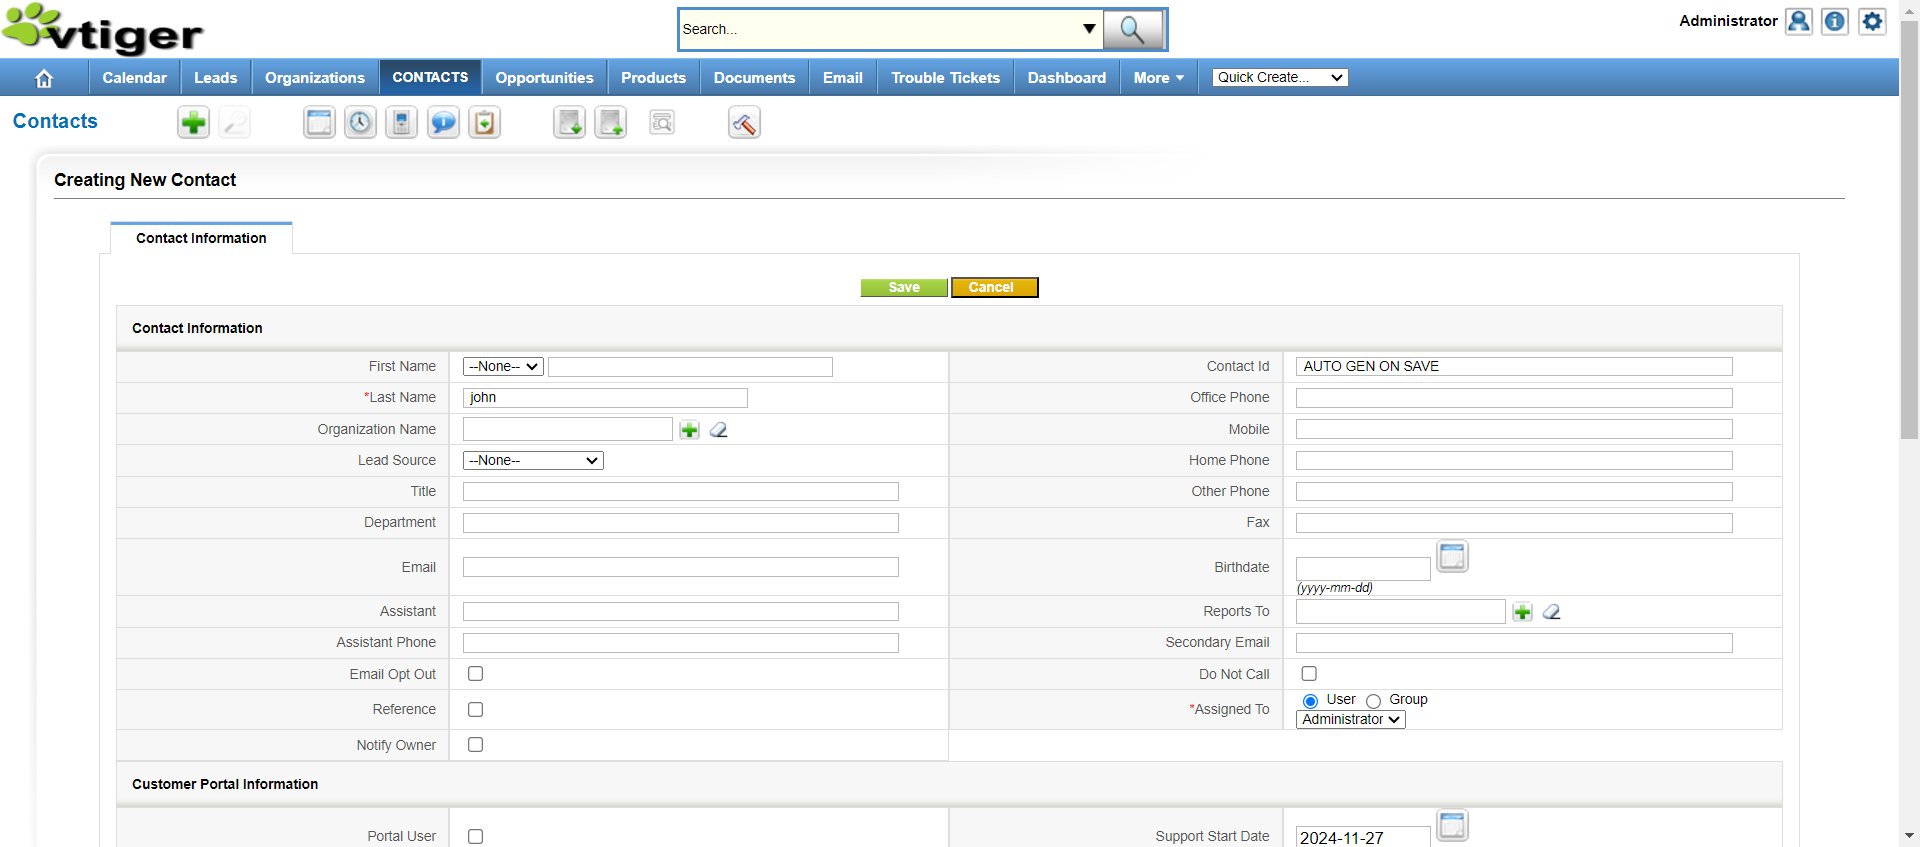 vtiger
Search...
Administrator
Calendar Leads Organizations CONTACTS Opportunities Products Documents Email Trouble Tickets Dashboard More Quick Create...
Contacts
Creating New Contact
Contact Information
Save Cancel
Contact Information
First Name --None-- Contact Id AUTO GEN ON SAVE
*Last Name john Office Phone
Organization Name Mobile
Lead Source --None-- Home Phone
Title Other Phone
Department Fax
Email Birthdate
(yyyy-mm-dd)
Assistant Reports To
Assistant Phone Secondary Email
Email Opt Out Do Not Call
Reference *Assigned To User Group
Administrator
Notify Owner
Customer Portal Information
Portal User Support Start Date 2024-11-27